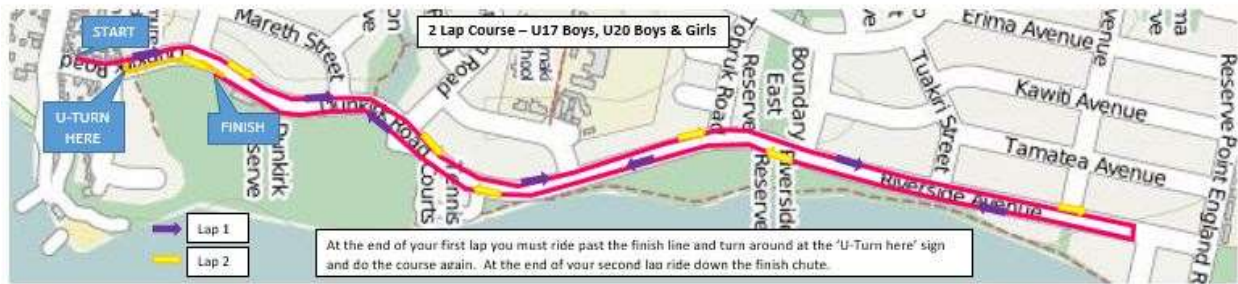 START
U-TURN
HERE
FINISH
2 Lap Course – U17 Boys, U20 Boys & Girls
Mareth Street
Road
Dunkirk Road
Dunkirk
Tennis
Courts
Road
Tobruk Road
Reserve
Boundary
East
Riverside
Reserve
Tuakiri Street
Erima Avenue
Kawiti Avenue
Tamatea Avenue
Riverside Avenue
Reserve Point England
Lap 1
Lap 2
At the end of your first lap you must ride past the finish line and turn around at the 'U-Turn here' sign
and do the course again. At the end of your second lap ride down the finish chute.